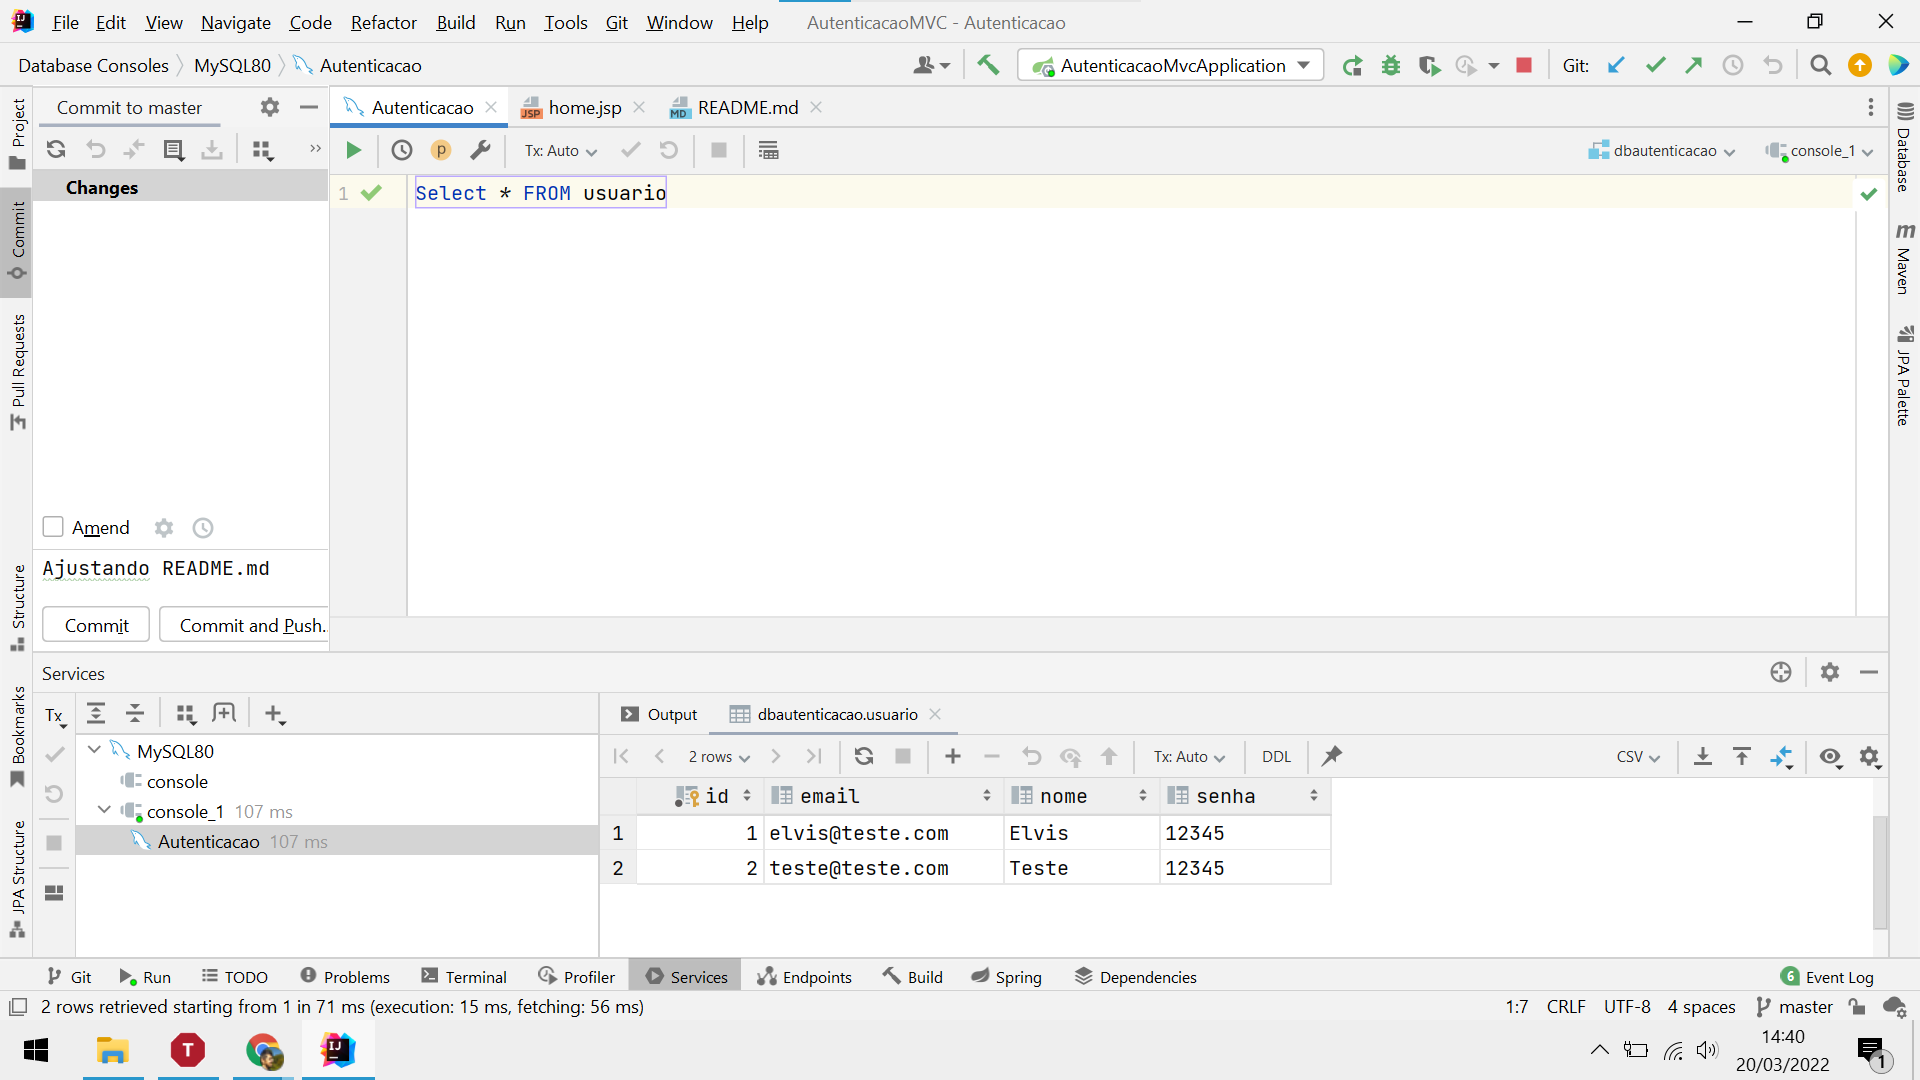 File Edit View Navigate Code Refactor Build Run Tools Git Window Help AutenticacaoMVC - Autenticacao
Database Consoles MySQL80 Autenticacao AutenticacaoMvcApplication Git:
Project
Commit
Pull Requests
Structure
Bookmarks
JPA Structure
Commit to master
Changes
Amend
Ajustando README.md
Commit Commit and Push..
Autenticacao JSP home.jsp MD README.md
p Tx: Auto dbautenticacao console_1
1 Select * FROM usuario
Database
m Maven
JPA Palette
Services
Tx
MySQL80
console
console_1 107 ms
Autenticacao 107 ms
Output dbautenticacao.usuario
2 rows Tx: Auto DDL CSV
id email nome senha
1 1 elvis@teste.com Elvis 12345
2 2 teste@teste.com Teste 12345
Git Run TODO Problems Terminal Profiler Services Endpoints Build Spring Dependencies 6 Event Log
2 rows retrieved starting from 1 in 71 ms (execution: 15 ms, fetching: 56 ms) 1:7 CRLF UTF-8 4 spaces master
T IJ
14:40
20/03/2022
1